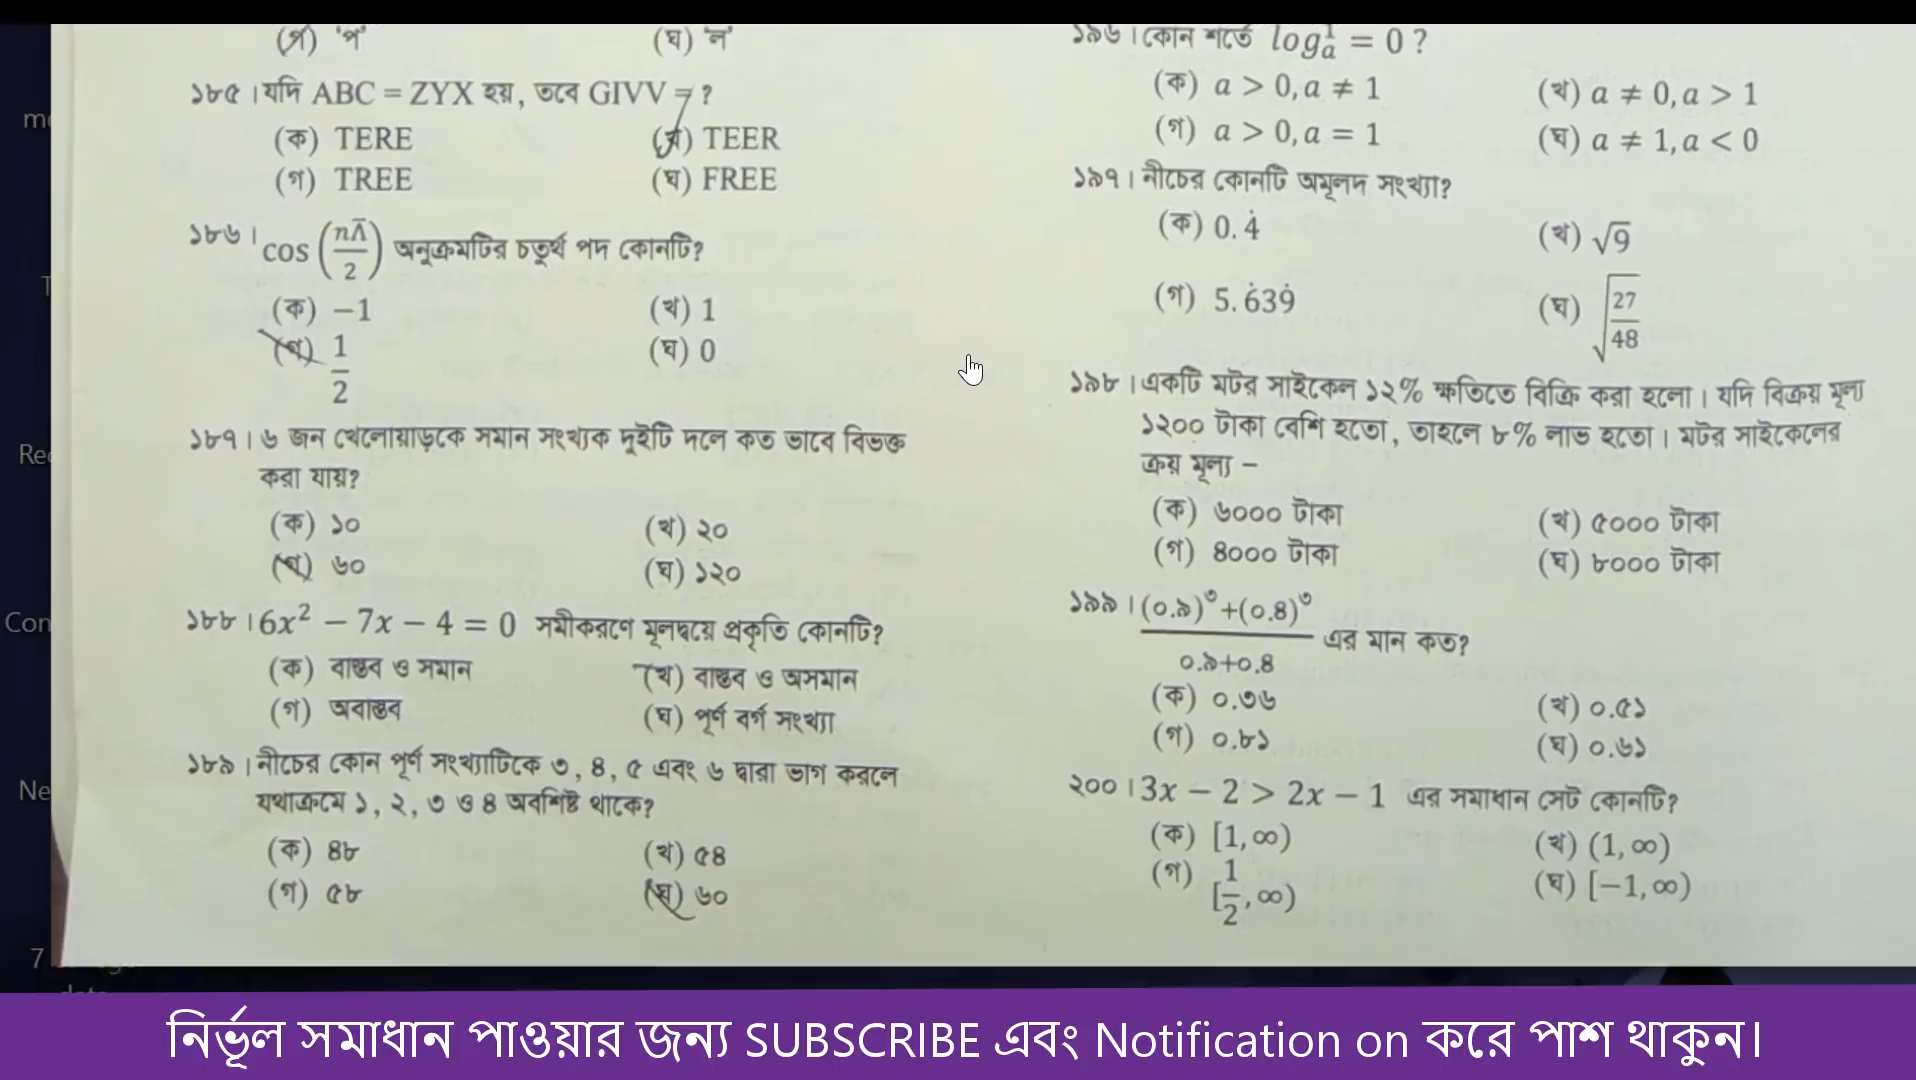 (গ) 'প'
(ঘ) 'ল'
১৮৫। যদি ABC = ZYX হয়, তবে GIVV = ?
(ক) TERE
(খ) TEER
(গ) TREE
(ঘ) FREE
১৮৬। cos (nπ/2) অনুক্রমটির চতুর্থ পদ কোনটি?
(ক) −1
(খ) 1
(গ) 1/2
(ঘ) 0
১৮৭। ৬ জন খেলোয়াড়কে সমান সংখ্যক দুইটি দলে কত ভাবে বিভক্ত
করা যায়?
(ক) ১০
(খ) ২০
(গ) ৬০
(ঘ) ১২০
১৮৮। 6x² − 7x − 4 = 0 সমীকরণে মূলদ্বয়ে প্রকৃতি কোনটি?
(ক) বাস্তব ও সমান
(খ) বাস্তব ও অসমান
(গ) অবাস্তব
(ঘ) পূর্ণ বর্গ সংখ্যা
১৮৯। নীচের কোন পূর্ণ সংখ্যাটিকে ৩, ৪, ৫ এবং ৬ দ্বারা ভাগ করলে
যথাক্রমে ১, ২, ৩ ও ৪ অবশিষ্ট থাকে?
(ক) ৪৮
(খ) ৫৪
(গ) ৫৮
(ঘ) ৬০
১৯৬। কোন শর্তে logₐ¹ = 0 ?
(ক) a > 0, a ≠ 1
(খ) a ≠ 0, a > 1
(গ) a > 0, a = 1
(ঘ) a ≠ 1, a < 0
১৯৭। নীচের কোনটি অমূলদ সংখ্যা?
(ক) 0.4̇
(খ) √9
(গ) 5.6̇39̇
(ঘ) √(27/48)
১৯৮। একটি মটর সাইকেল ১২% ক্ষতিতে বিক্রি করা হলো। যদি বিক্রয় মূল্য
১২০০ টাকা বেশি হতো, তাহলে ৮% লাভ হতো। মটর সাইকেলের
ক্রয় মূল্য –
(ক) ৬০০০ টাকা
(খ) ৫০০০ টাকা
(গ) ৪০০০ টাকা
(ঘ) ৮০০০ টাকা
১৯৯। (০.৯)³+(০.৪)³ / ০.৯+০.৪ এর মান কত?
(ক) ০.৩৬
(খ) ০.৫১
(গ) ০.৮১
(ঘ) ০.৬১
২০০। 3x − 2 > 2x − 1 এর সমাধান সেট কোনটি?
(ক) [1, ∞)
(খ) (1, ∞)
(গ) [1/2, ∞)
(ঘ) [−1, ∞)
নির্ভূল সমাধান পাওয়ার জন্য SUBSCRIBE এবং Notification on করে পাশ থাকুন।